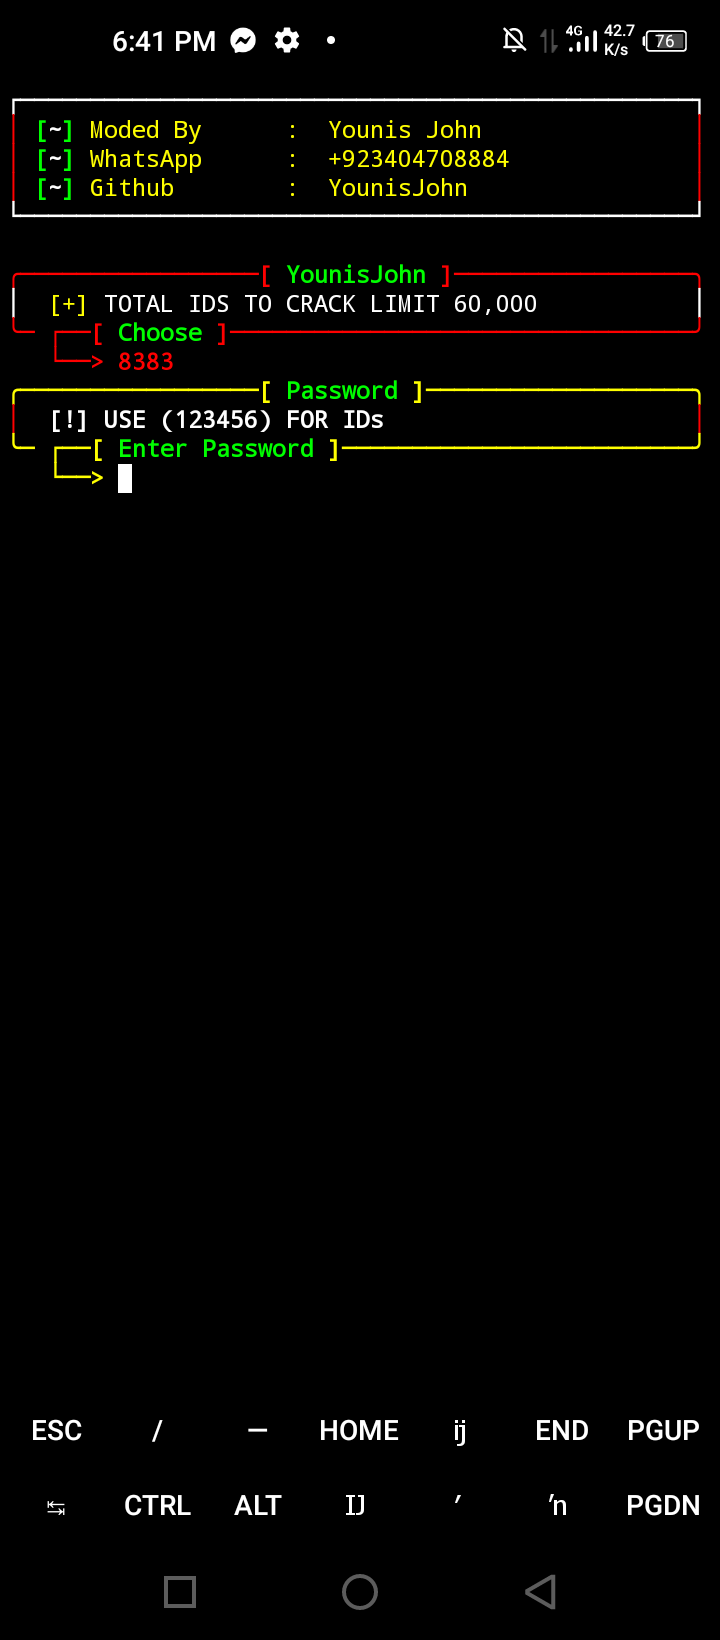 6:41 PM 4G 42.7 K/s 76
[~] Moded By : Younis John
[~] WhatsApp : +923404708884
[~] Github : YounisJohn
[ YounisJohn ]
[+] TOTAL IDS TO CRACK LIMIT 60,000
[ Choose ]
> 8383
[ Password ]
[!] USE (123456) FOR IDs
[ Enter Password ]
>
ESC / — HOME ij END PGUP
↹ CTRL ALT IJ ′ ŉ PGDN